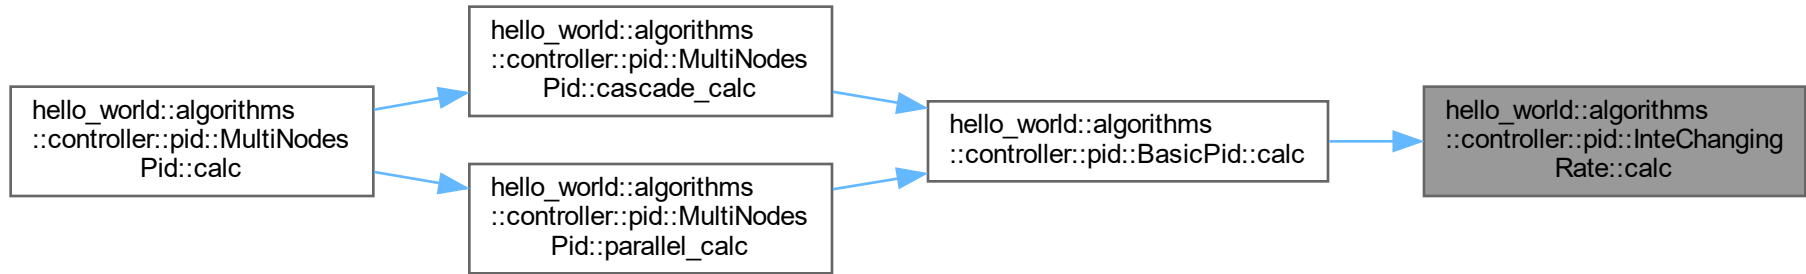 hello_world::algorithms
::controller::pid::MultiNodes
Pid::calc
hello_world::algorithms
::controller::pid::MultiNodes
Pid::cascade_calc
hello_world::algorithms
::controller::pid::MultiNodes
Pid::parallel_calc
hello_world::algorithms
::controller::pid::BasicPid::calc
hello_world::algorithms
::controller::pid::InteChanging
Rate::calc